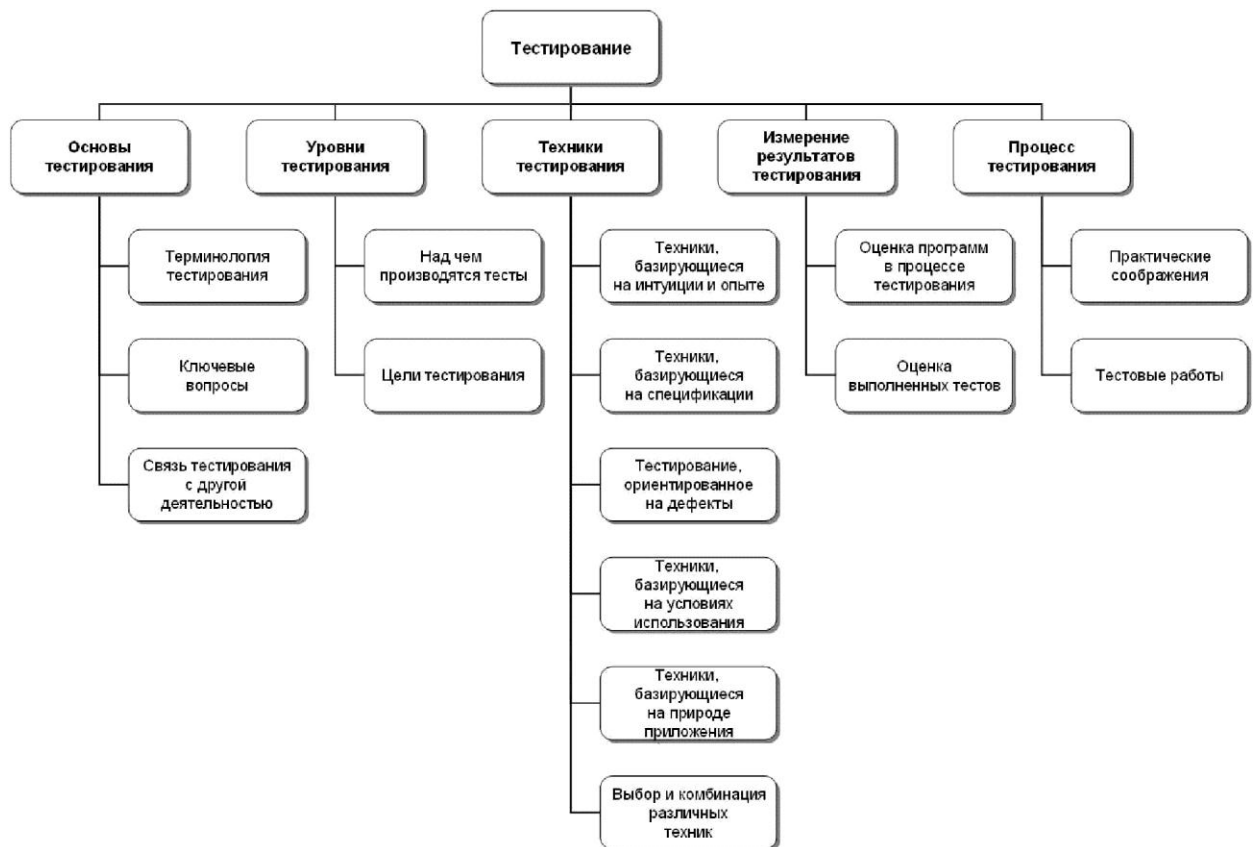 Тестирование
Основы
тестирования
Уровни
тестирования
Техники
тестирования
Измерение
результатов
тестирования
Процесс
тестирования
Терминология
тестирования
Ключевые
вопросы
Связь тестирования
с другой
деятельностью
Над чем
производятся тесты
Цели тестирования
Техники,
базирующиеся
на интуиции и опыте
Техники,
базирующиеся
на спецификации
Тестирование,
ориентированное
на дефекты
Техники,
базирующиеся
на условиях
использования
Техники,
базирующиеся
на природе
приложения
Выбор и комбинация
различных
техник
Оценка программ
в процессе
тестирования
Оценка
выполненных тестов
Практические
соображения
Тестовые работы